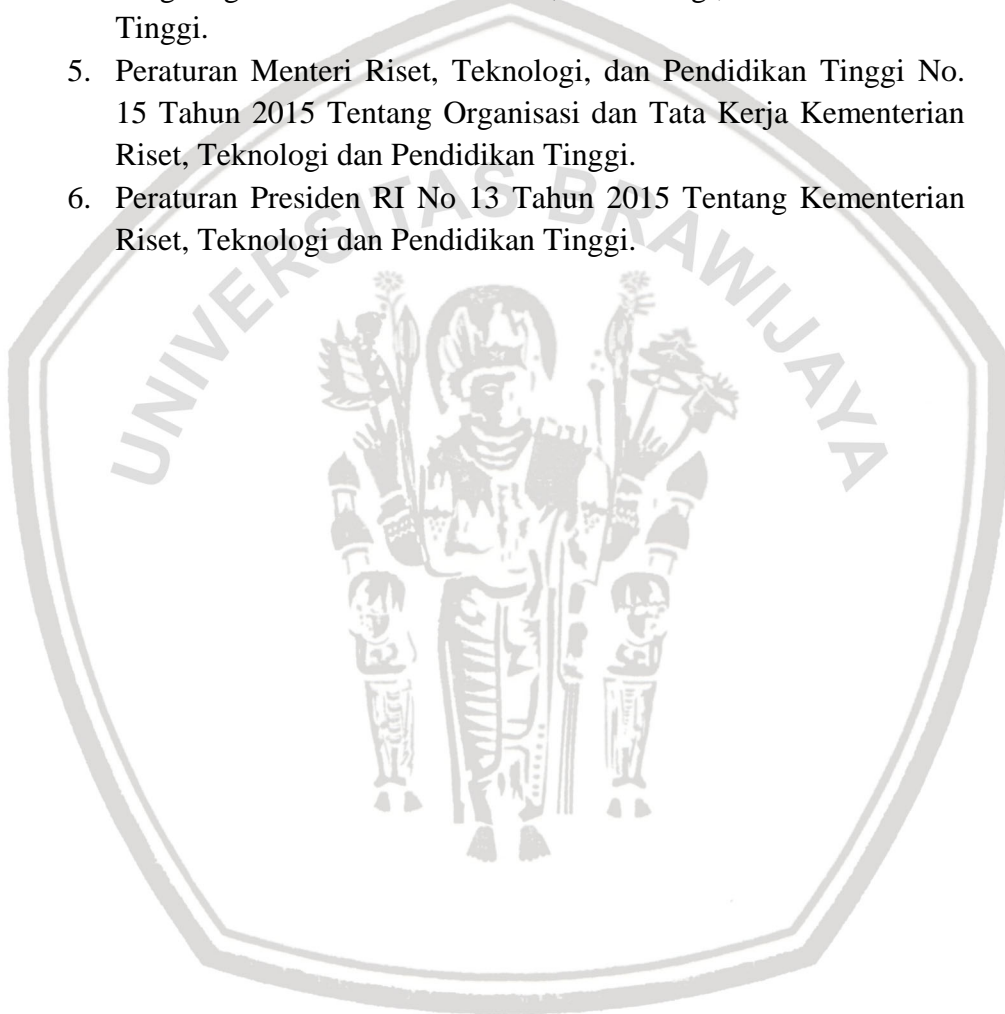 Tinggi.
5. Peraturan Menteri Riset, Teknologi, dan Pendidikan Tinggi No.
15 Tahun 2015 Tentang Organisasi dan Tata Kerja Kementerian
Riset, Teknologi dan Pendidikan Tinggi.
6. Peraturan Presiden RI No 13 Tahun 2015 Tentang Kementerian
Riset, Teknologi dan Pendidikan Tinggi.
UNIVERSITAS BRAWIJAYA